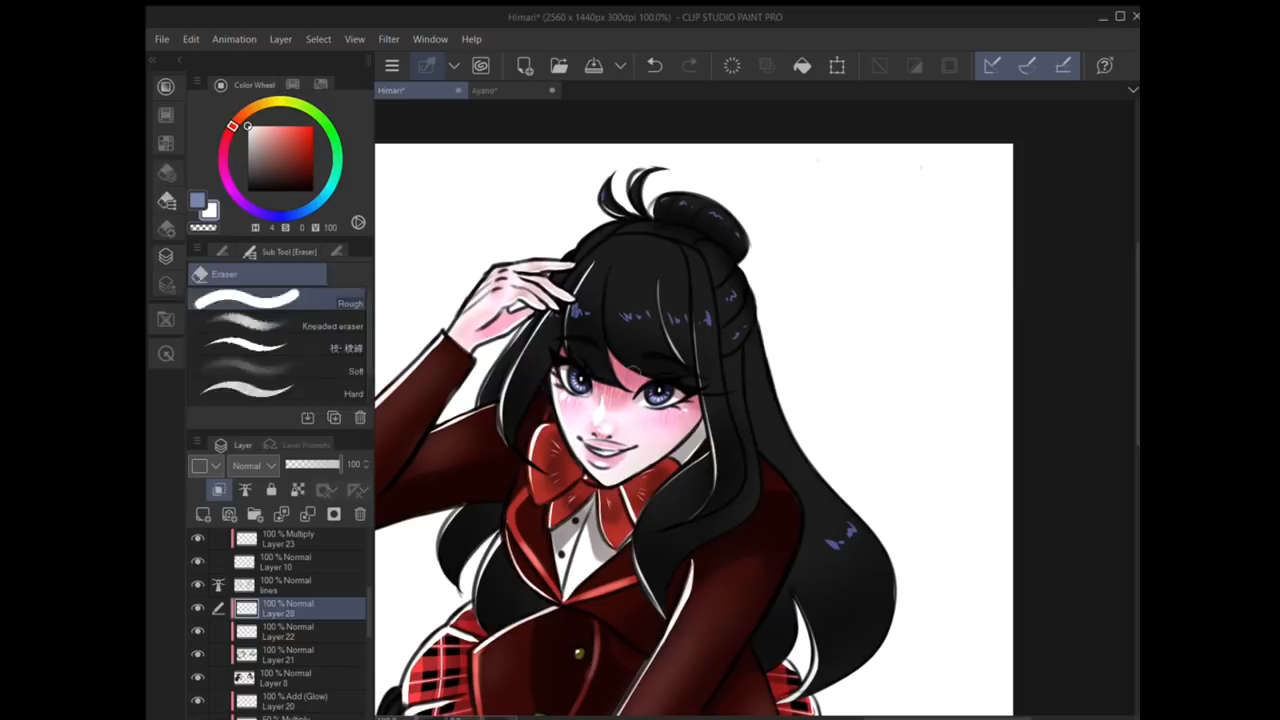 Himari* (2560 x 1440px 300dpi 100.0%) - CLIP STUDIO PAINT PRO
File Edit Animation Layer Select View Filter Window Help
Color Wheel
Himari* Ayano*
H 4 S 0 V 100
Sub Tool [Eraser]
Eraser
Rough
Kneaded eraser
Soft
Hard
Layer Layer Property
Normal 100
100 % Multiply
Layer 23
100 % Normal
Layer 10
100 % Normal
lines
100 % Normal
Layer 28
100 % Normal
Layer 22
100 % Normal
Layer 21
100 % Normal
Layer 8
100 % Add (Glow)
Layer 20